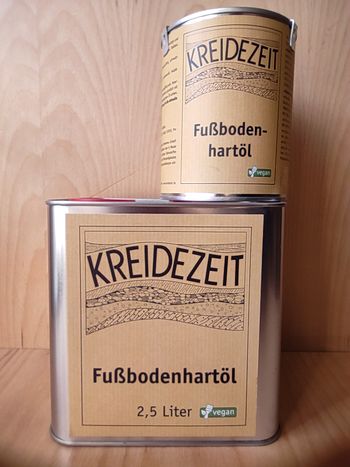 KREIDEZEIT
Fußboden-
hartöl
vegan
KREIDEZEIT
Fußbodenhartöl
2,5 Liter vegan